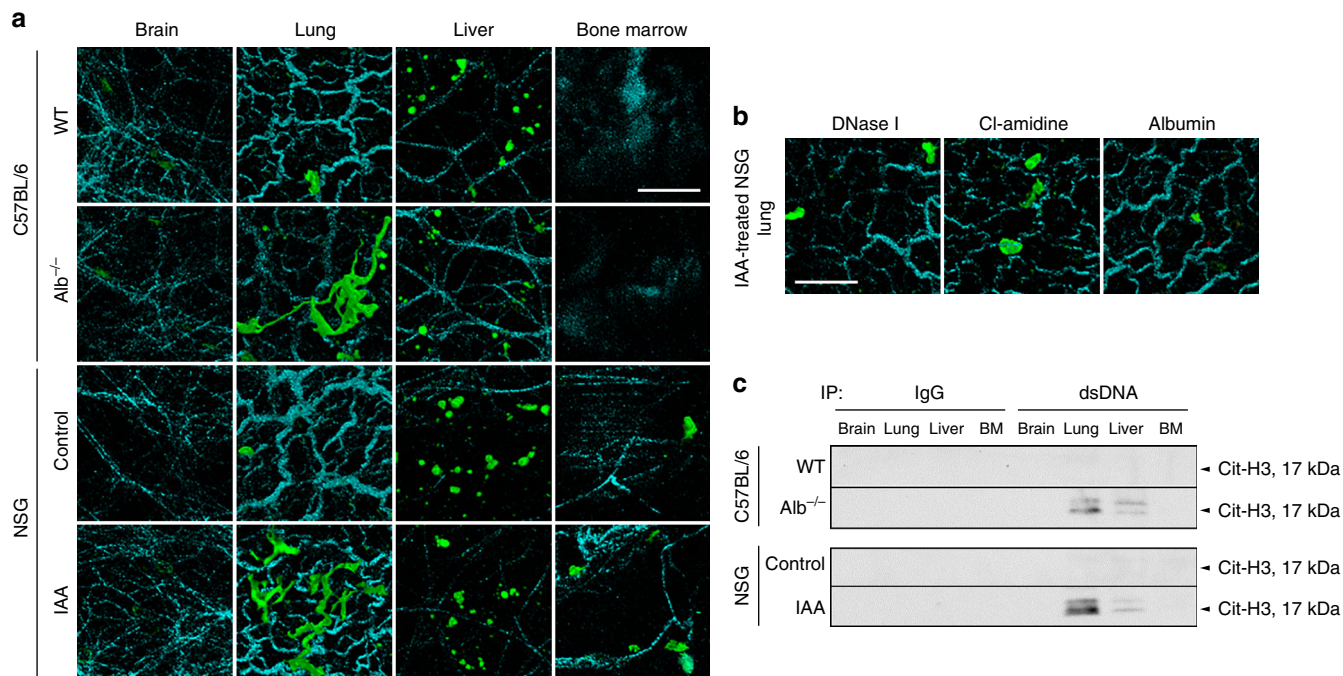 a
Brain Lung Liver Bone marrow
C57BL/6
WT
Alb−/−
NSG
Control
IAA
b
DNase I Cl-amidine Albumin
IAA-treated NSG
lung
c
IP: IgG dsDNA
Brain Lung Liver BM Brain Lung Liver BM
C57BL/6
WT ◄ Cit-H3, 17 kDa
Alb−/− ◄ Cit-H3, 17 kDa
NSG
Control ◄ Cit-H3, 17 kDa
IAA ◄ Cit-H3, 17 kDa